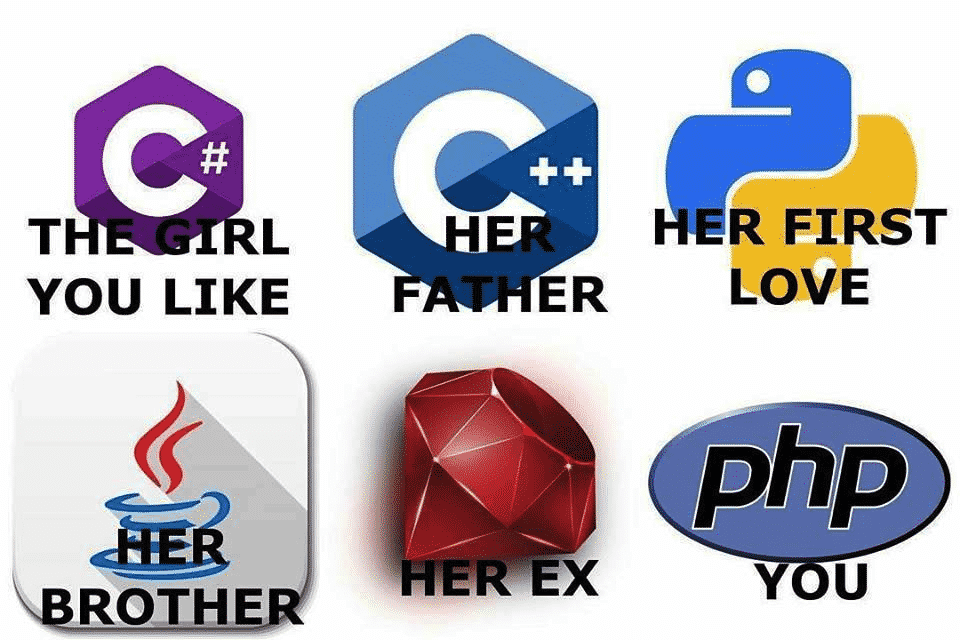 C#
THE GIRL
YOU LIKE
C++
HER
FATHER
HER FIRST
LOVE
HER
BROTHER
HER EX
php
YOU